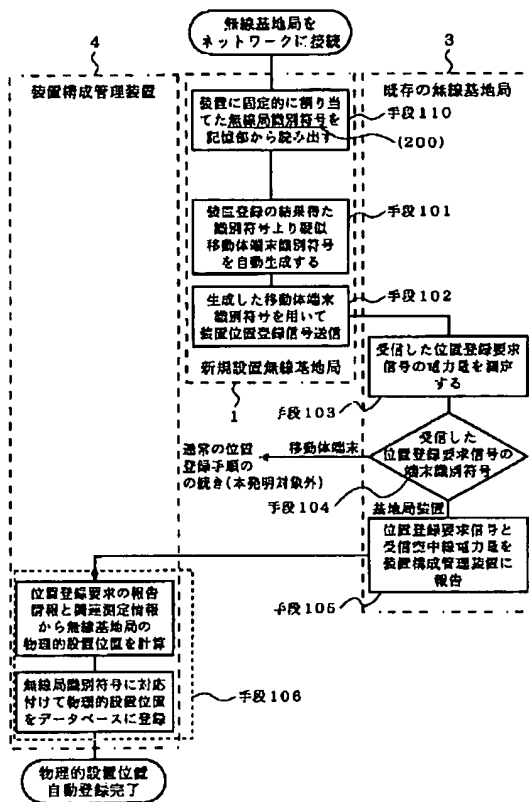 無線基地局を
ネットワークに接続
4
3
装置構成管理装置
既存の無線基地局
装置に固定的に割り当
てた無線局識別符号を
記憶部から読み出す
手段110
(200)
装置登録の結果得た
識別符号より疑似
移動体端末識別符号
を自動生成する
手段101
生成した移動体端末
識別符号を用いて
装置位置登録信号送信
手段102
新規設置無線基地局
1
受信した位置登録要求
信号の電力量を測定
する
手段103
受信した
位置登録要求信号の
端末識別符号
手段104
移動体端末
通常の位置
登録手順の
の続き(本発明対象外)
基地局装置
位置登録要求信号と
受信空中線電力量を
装置構成管理装置に
報告
手段105
位置登録要求の報告
情報と関連測定情報
から無線基地局の
物理的設置位置を計算
無線局識別符号に対応
付けて物理的設置位置
をデータベースに登録
手段106
物理的設置位置
自動登録完了